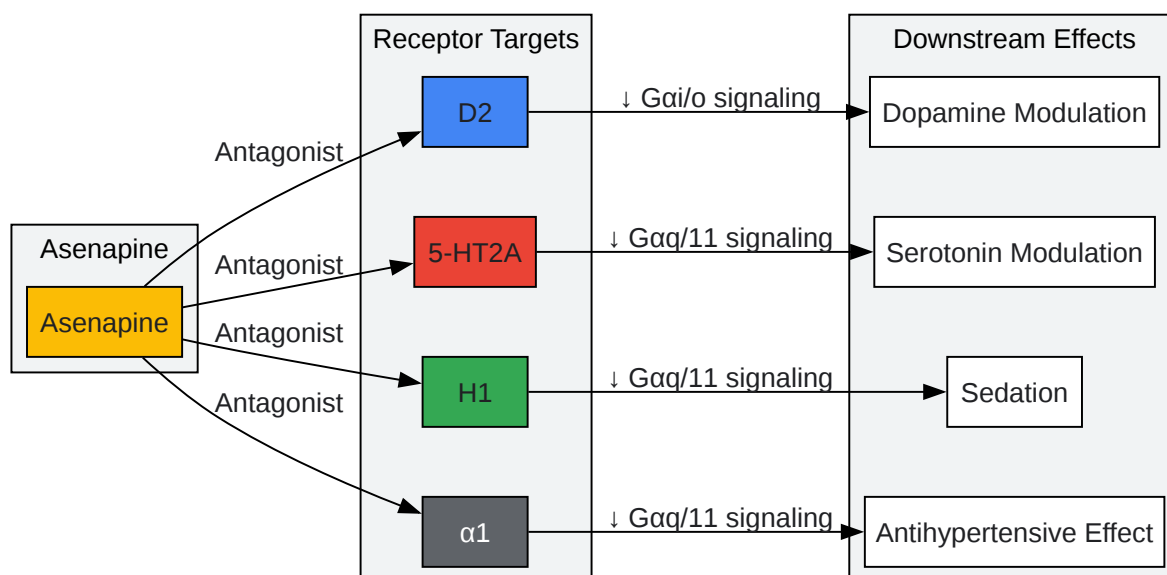 Receptor Targets
Downstream Effects
D2
↓ Gαi/o signaling
Dopamine Modulation
Antagonist
Asenapine
Asenapine
Antagonist
5-HT2A
↓ Gαq/11 signaling
Serotonin Modulation
Antagonist
H1
↓ Gαq/11 signaling
Sedation
Antagonist
α1
↓ Gαq/11 signaling
Antihypertensive Effect